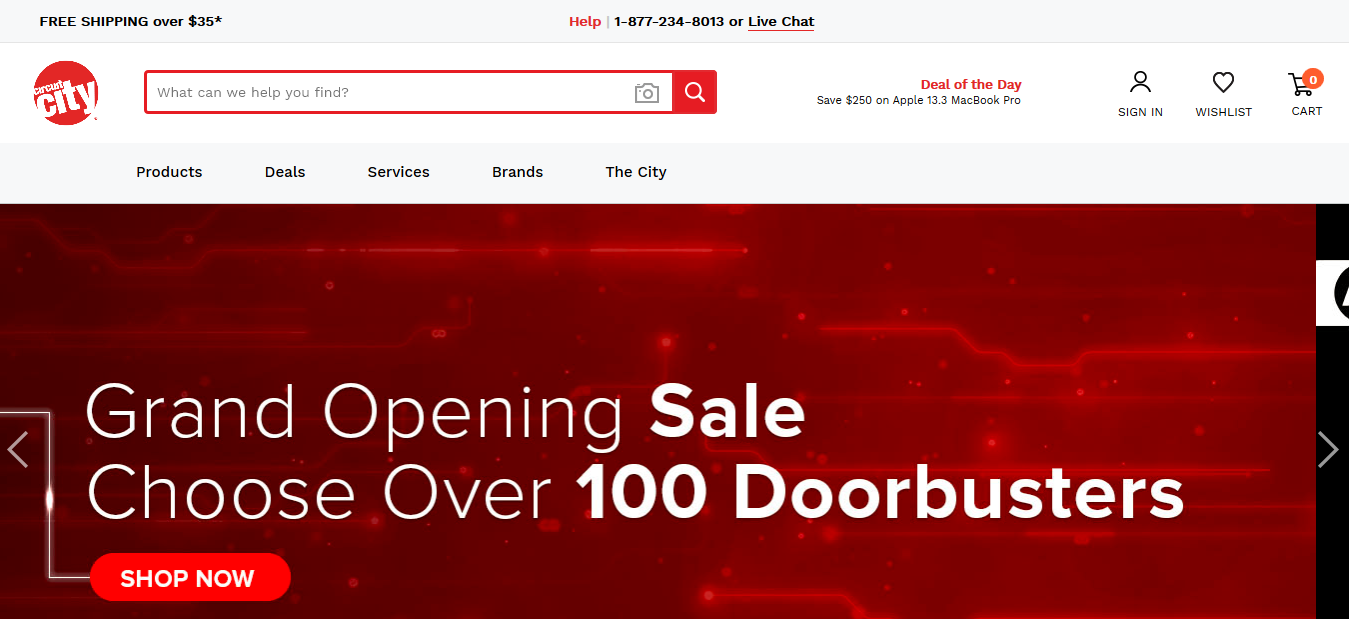 FREE SHIPPING over $35*
Help | 1-877-234-8013 or Live Chat
circuit
city
What can we help you find?
Deal of the Day
Save $250 on Apple 13.3 MacBook Pro
SIGN IN
WISHLIST
0
CART
Products
Deals
Services
Brands
The City
Grand Opening Sale
Choose Over 100 Doorbusters
SHOP NOW